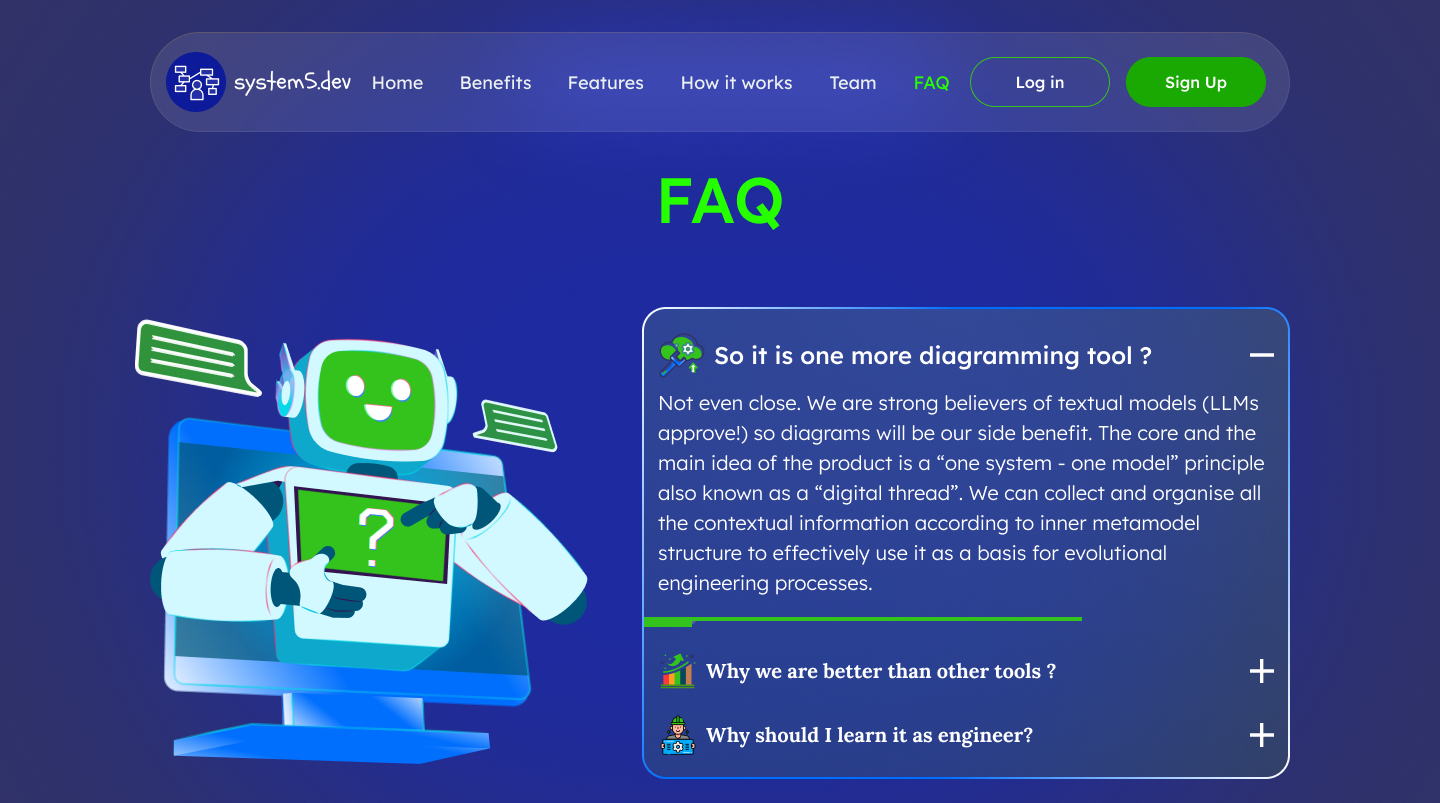 systemS.dev Home Benefits Features How it works Team FAQ Log in Sign Up
FAQ
So it is one more diagramming tool ?
Not even close. We are strong believers of textual models (LLMs
approve!) so diagrams will be our side benefit. The core and the
main idea of the product is a “one system - one model” principle
also known as a “digital thread”. We can collect and organise all
the contextual information according to inner metamodel
structure to effectively use it as a basis for evolutional
engineering processes.
?
Why we are better than other tools ?
Why should I learn it as engineer?